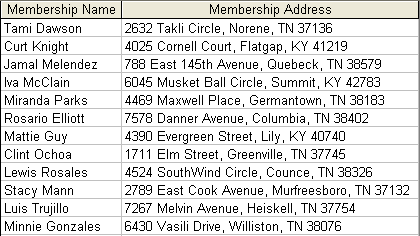 Membership Name Membership Address
Tami Dawson 2632 Takli Circle, Norene, TN 37136
Curt Knight 4025 Cornell Court, Flatgap, KY 41219
Jamal Melendez 788 East 145th Avenue, Quebeck, TN 38579
Iva McClain 6045 Musket Ball Circle, Summit, KY 42783
Miranda Parks 4469 Maxwell Place, Germantown, TN 38183
Rosario Elliott 7578 Danner Avenue, Columbia, TN 38402
Mattie Guy 4390 Evergreen Street, Lily, KY 40740
Clint Ochoa 1711 Elm Street, Greenville, TN 37745
Lewis Rosales 4524 SouthWind Circle, Counce, TN 38326
Stacy Mann 2789 East Cook Avenue, Murfreesboro, TN 37132
Luis Trujillo 7267 Melvin Avenue, Heiskell, TN 37754
Minnie Gonzales 6430 Vasili Drive, Williston, TN 38076